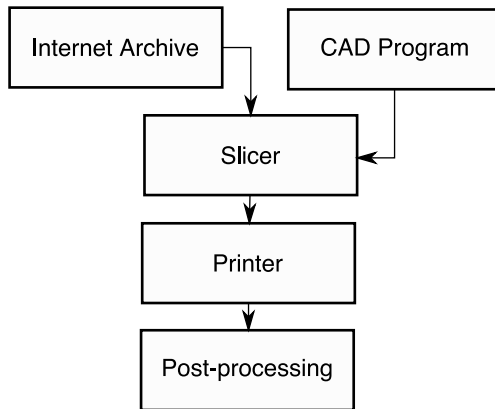 Internet Archive
CAD Program
Slicer
Printer
Post-processing